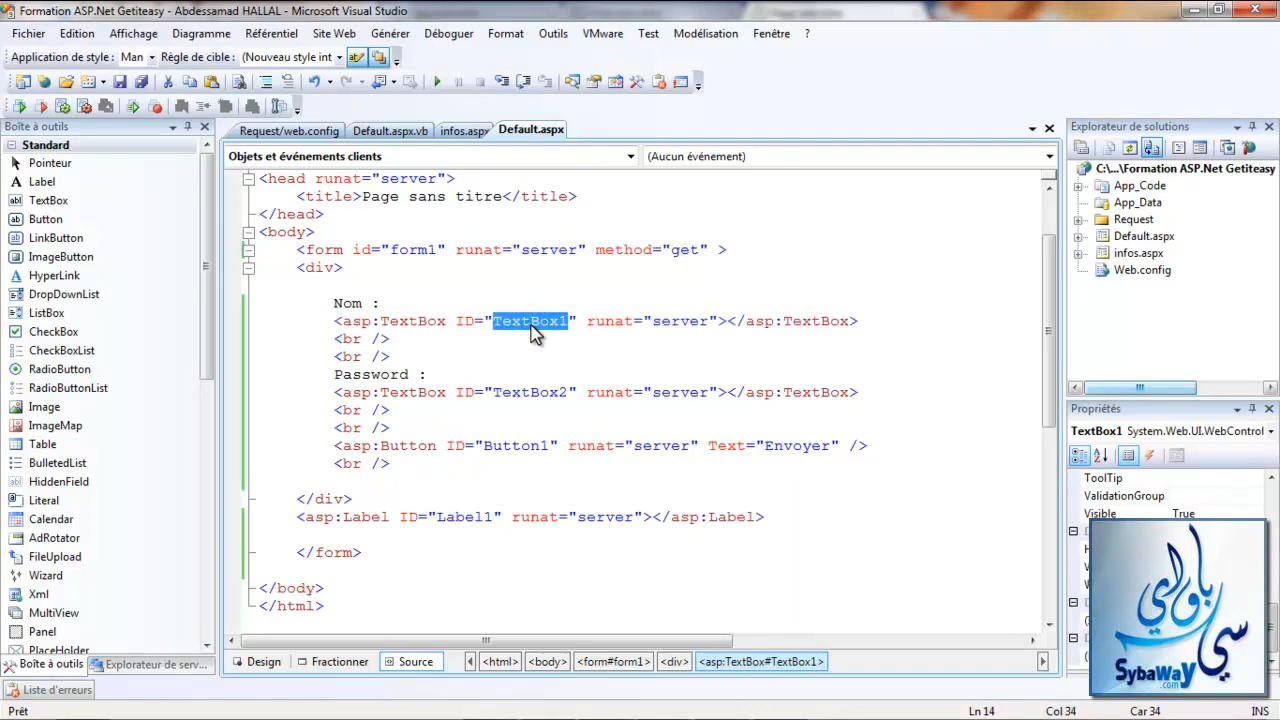 Formation ASP.Net Getiteasy - Abdessamad HALLAL - Microsoft Visual Studio
Fichier Edition Affichage Diagramme Référentiel Site Web Générer Déboguer Format Outils VMware Test Modélisation Fenêtre ?
Application de style : Man Règle de cible : (Nouveau style int
Boîte à outils
Standard
Pointeur
Label
TextBox
Button
LinkButton
ImageButton
HyperLink
DropDownList
ListBox
CheckBox
CheckBoxList
RadioButton
RadioButtonList
Image
ImageMap
Table
BulletedList
HiddenField
Literal
Calendar
AdRotator
FileUpload
Wizard
Xml
MultiView
Panel
PlaceHolder
Boîte à outils Explorateur de serv...
Liste d'erreurs
Prêt
Request/web.config Default.aspx.vb infos.aspx Default.aspx
Objets et événements clients (Aucun événement)
<head runat="server">
<title>Page sans titre</title>
</head>
<body>
<form id="form1" runat="server" method="get" >
<div>
Nom :
<asp:TextBox ID="TextBox1" runat="server"></asp:TextBox>
<br />
<br />
Password :
<asp:TextBox ID="TextBox2" runat="server"></asp:TextBox>
<br />
<br />
<asp:Button ID="Button1" runat="server" Text="Envoyer" />
<br />
</div>
<asp:Label ID="Label1" runat="server"></asp:Label>
</form>
</body>
</html>
Design Fractionner Source <html> <body> <form#form1> <div> <asp:TextBox#TextBox1>
Ln 14 Col 34 Car 34 INS
Explorateur de solutions
C:\...\Formation ASP.Net Getiteasy
App_Code
App_Data
Request
Default.aspx
infos.aspx
Web.config
Propriétés
TextBox1 System.Web.UI.WebControl
ToolTip
ValidationGroup
Visible True
سي باواي
SybaWay
.com